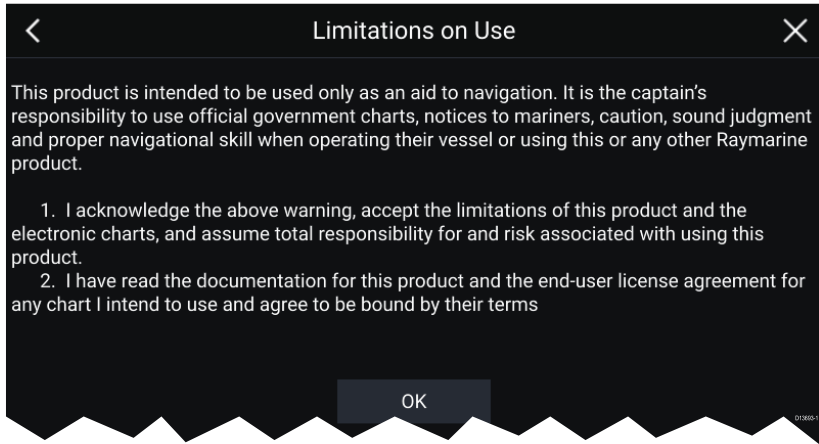 Limitations on Use
This product is intended to be used only as an aid to navigation. It is the captain's
responsibility to use official government charts, notices to mariners, caution, sound judgment
and proper navigational skill when operating their vessel or using this or any other Raymarine
product.
1. I acknowledge the above warning, accept the limitations of this product and the
electronic charts, and assume total responsibility for and risk associated with using this
product.
2. I have read the documentation for this product and the end-user license agreement for
any chart I intend to use and agree to be bound by their terms
OK
D13693-1